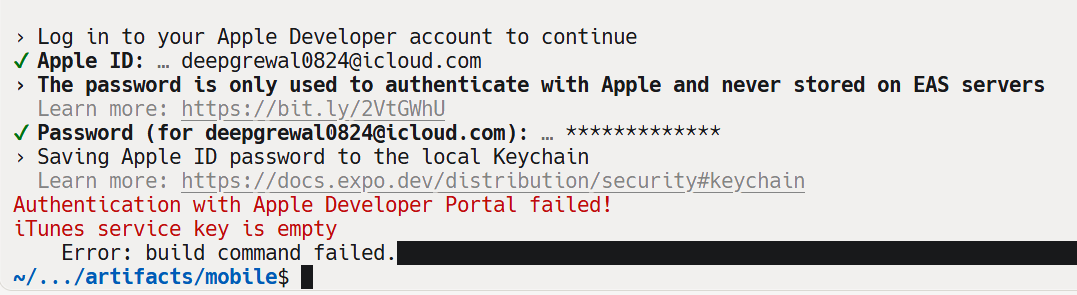 › Log in to your Apple Developer account to continue
✓ Apple ID: … deepgrewal0824@icloud.com
› The password is only used to authenticate with Apple and never stored on EAS servers
Learn more: https://bit.ly/2VtGWhU
✓ Password (for deepgrewal0824@icloud.com): … *************
› Saving Apple ID password to the local Keychain
Learn more: https://docs.expo.dev/distribution/security#keychain
Authentication with Apple Developer Portal failed!
iTunes service key is empty
Error: build command failed.
~/.../artifacts/mobile$